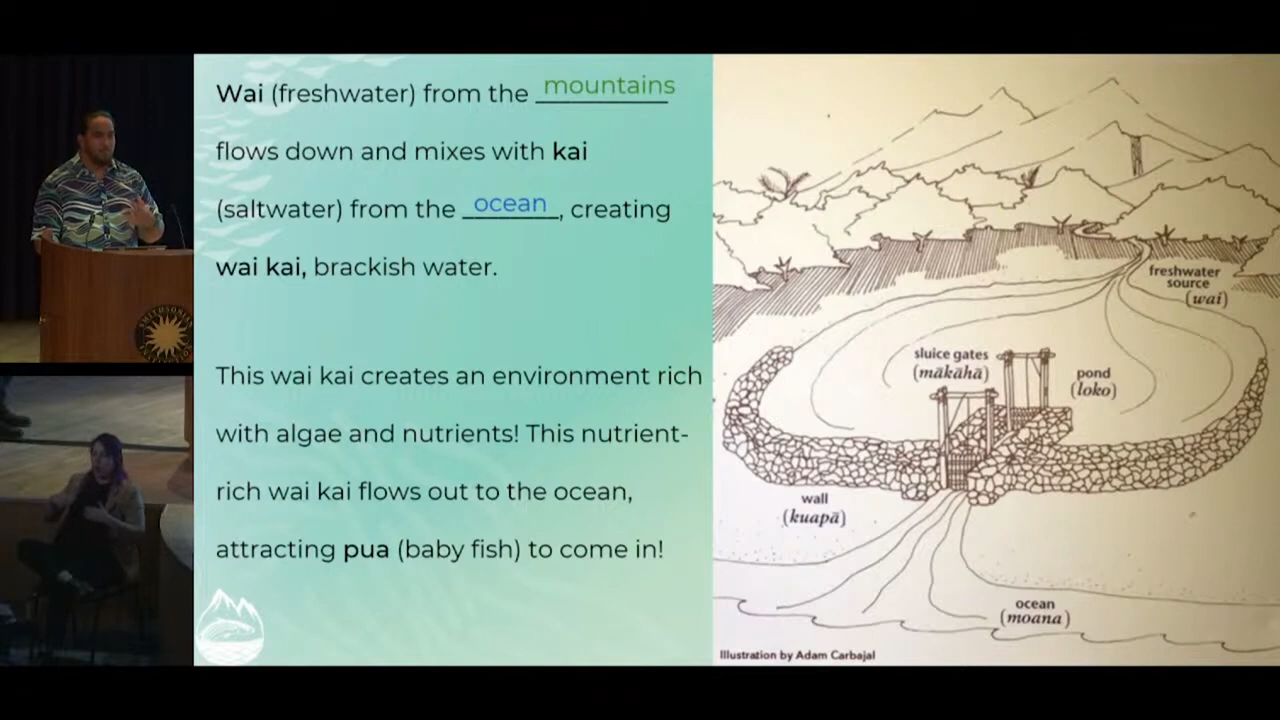 Wai (freshwater) from the mountains
flows down and mixes with kai
(saltwater) from the ocean, creating
wai kai, brackish water.
This wai kai creates an environment rich
with algae and nutrients! This nutrient-
rich wai kai flows out to the ocean,
attracting pua (baby fish) to come in!
freshwater
source
(wai)
sluice gates
(mākāhā)
pond
(loko)
wall
(kuapā)
ocean
(moana)
Illustration by Adam Carbajal
SMITHSONIAN